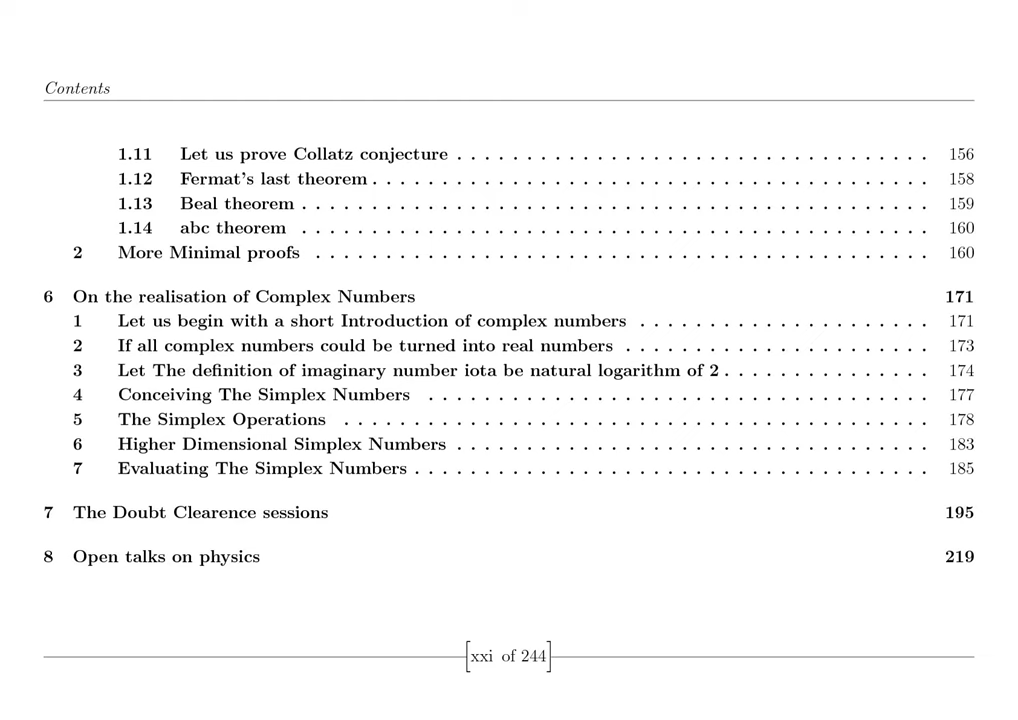 Contents
1.11 Let us prove Collatz conjecture . . . . . . . . . . . . . . . . . . . . . . . . . . . . . . . . . . 156
1.12 Fermat's last theorem . . . . . . . . . . . . . . . . . . . . . . . . . . . . . . . . . . . . . . . . 158
1.13 Beal theorem . . . . . . . . . . . . . . . . . . . . . . . . . . . . . . . . . . . . . . . . . . . . . 159
1.14 abc theorem . . . . . . . . . . . . . . . . . . . . . . . . . . . . . . . . . . . . . . . . . . . . . 160
2 More Minimal proofs . . . . . . . . . . . . . . . . . . . . . . . . . . . . . . . . . . . . . . . . . . . . 160
6 On the realisation of Complex Numbers 171
1 Let us begin with a short Introduction of complex numbers . . . . . . . . . . . . . . . . . . . . . 171
2 If all complex numbers could be turned into real numbers . . . . . . . . . . . . . . . . . . . . . . 173
3 Let The definition of imaginary number iota be natural logarithm of 2 . . . . . . . . . . . . . . . 174
4 Conceiving The Simplex Numbers . . . . . . . . . . . . . . . . . . . . . . . . . . . . . . . . . . . . 177
5 The Simplex Operations . . . . . . . . . . . . . . . . . . . . . . . . . . . . . . . . . . . . . . . . . . 178
6 Higher Dimensional Simplex Numbers . . . . . . . . . . . . . . . . . . . . . . . . . . . . . . . . . . 183
7 Evaluating The Simplex Numbers . . . . . . . . . . . . . . . . . . . . . . . . . . . . . . . . . . . . . 185
7 The Doubt Clearence sessions 195
8 Open talks on physics 219
[xxi of 244]